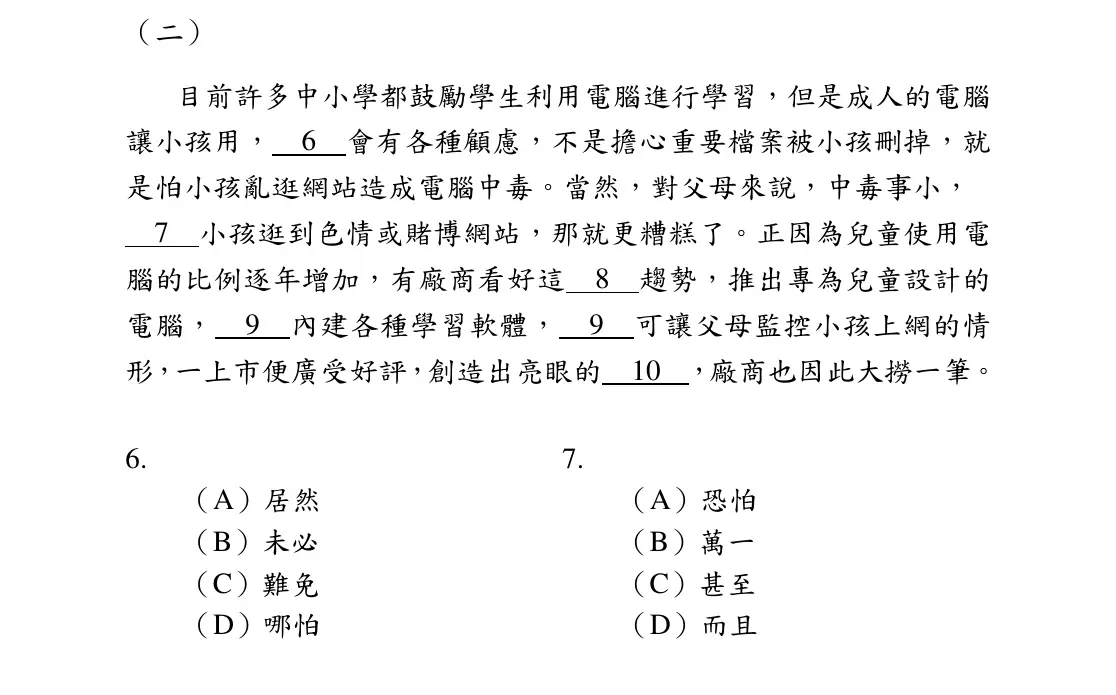 （二）
目前許多中小學都鼓勵學生利用電腦進行學習，但是成人的電腦
讓小孩用， 6 會有各種顧慮，不是擔心重要檔案被小孩刪掉，就
是怕小孩亂逛網站造成電腦中毒。當然，對父母來說，中毒事小，
7 小孩逛到色情或賭博網站，那就更糟糕了。正因為兒童使用電
腦的比例逐年增加，有廠商看好這 8 趨勢，推出專為兒童設計的
電腦， 9 內建各種學習軟體， 9 可讓父母監控小孩上網的情
形，一上市便廣受好評，創造出亮眼的 10 ，廠商也因此大撈一筆。
6. 7.
（A）居然 （A）恐怕
（B）未必 （B）萬一
（C）難免 （C）甚至
（D）哪怕 （D）而且